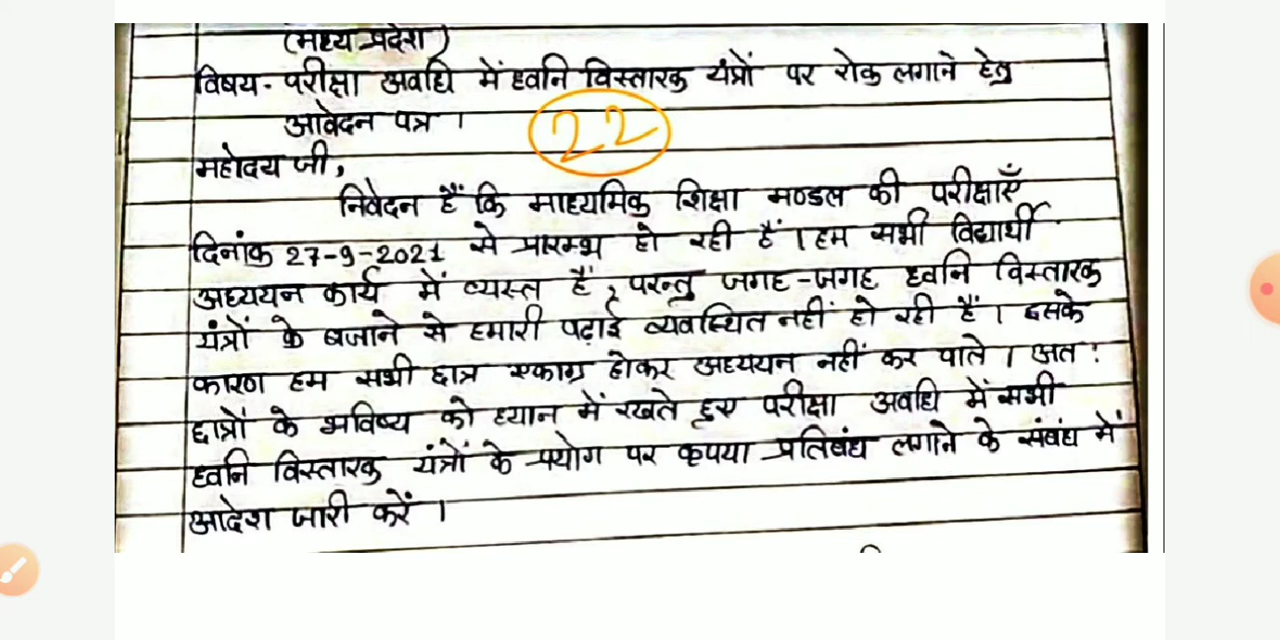 (मध्य प्रदेश)
विषय - परीक्षा अवधि में ध्वनि विस्तारक यंत्रों पर रोक लगाने हेतु
आवेदन पत्र ।
22
महोदय जी,
निवेदन हैं कि माध्यमिक शिक्षा मण्डल की परीक्षाएँ
दिनांक 27-9-2021 से प्रारम्भ हो रही हैं । हम सभी विद्यार्थी
अध्ययन कार्य में व्यस्त हैं, परन्तु जगह-जगह ध्वनि विस्तारक
यंत्रों के बजाने से हमारी पढ़ाई व्यवस्थित नहीं हो रही हैं । इसके
कारण हम सभी छात्र एकाग्र होकर अध्ययन नहीं कर पाते । अत :
छात्रों के भविष्य को ध्यान में रखते हुए परीक्षा अवधि में सभी
ध्वनि विस्तारक यंत्रों के प्रयोग पर कृपया प्रतिबंध लगाने के संबंध में
आदेश जारी करें ।